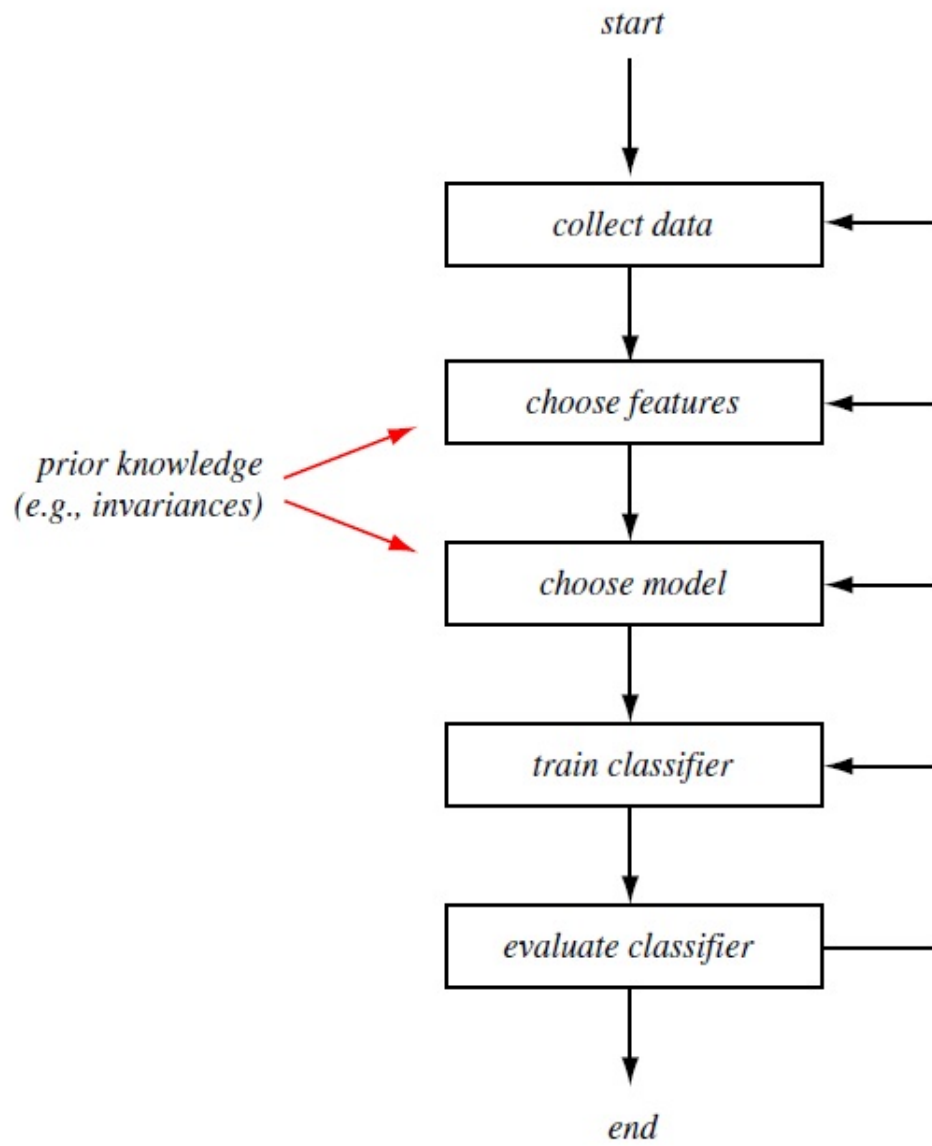 start
collect data
choose features
prior knowledge
(e.g., invariances)
choose model
train classifier
evaluate classifier
end